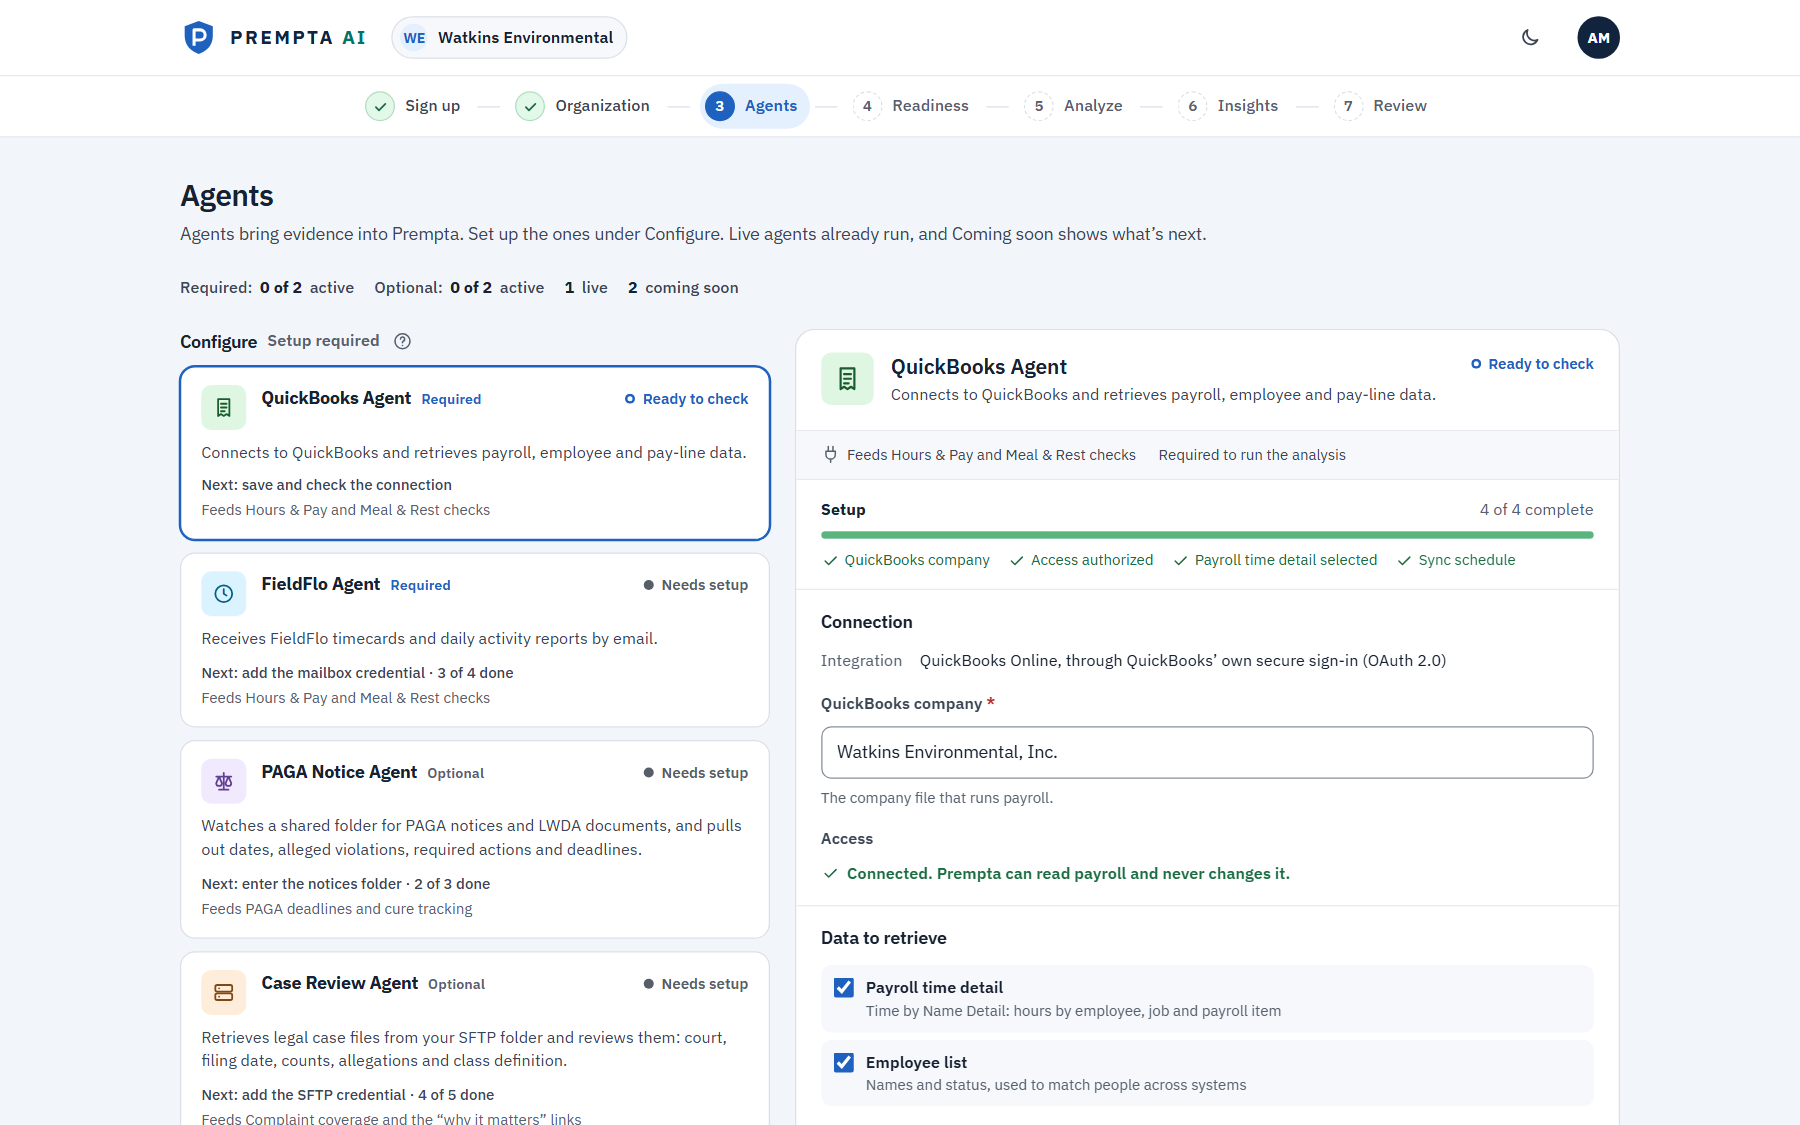 PREMPTA AI
WE Watkins Environmental
AM
Sign up
Organization
3 Agents
4 Readiness
5 Analyze
6 Insights
7 Review
Agents
Agents bring evidence into Prempta. Set up the ones under Configure. Live agents already run, and Coming soon shows what’s next.
Required: 0 of 2 active Optional: 0 of 2 active 1 live 2 coming soon
Configure Setup required ?
QuickBooks Agent Required Ready to check
Connects to QuickBooks and retrieves payroll, employee and pay-line data.
Next: save and check the connection
Feeds Hours & Pay and Meal & Rest checks
FieldFlo Agent Required Needs setup
Receives FieldFlo timecards and daily activity reports by email.
Next: add the mailbox credential · 3 of 4 done
Feeds Hours & Pay and Meal & Rest checks
PAGA Notice Agent Optional Needs setup
Watches a shared folder for PAGA notices and LWDA documents, and pulls
out dates, alleged violations, required actions and deadlines.
Next: enter the notices folder · 2 of 3 done
Feeds PAGA deadlines and cure tracking
Case Review Agent Optional Needs setup
Retrieves legal case files from your SFTP folder and reviews them: court,
filing date, counts, allegations and class definition.
Next: add the SFTP credential · 4 of 5 done
Feeds Complaint coverage and the “why it matters” links
QuickBooks Agent Ready to check
Connects to QuickBooks and retrieves payroll, employee and pay-line data.
Feeds Hours & Pay and Meal & Rest checks Required to run the analysis
Setup 4 of 4 complete
QuickBooks company Access authorized Payroll time detail selected Sync schedule
Connection
Integration QuickBooks Online, through QuickBooks’ own secure sign-in (OAuth 2.0)
QuickBooks company *
Watkins Environmental, Inc.
The company file that runs payroll.
Access
Connected. Prempta can read payroll and never changes it.
Data to retrieve
Payroll time detail
Time by Name Detail: hours by employee, job and payroll item
Employee list
Names and status, used to match people across systems